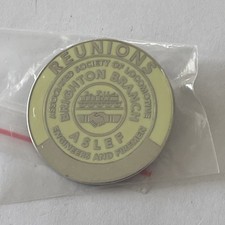 REUNIONS
ASSOCIATED SOCIETY OF LOCOMOTIVE
BRIGHTON BRANCH
ASLEF
ENGINEERS AND FIREMEN